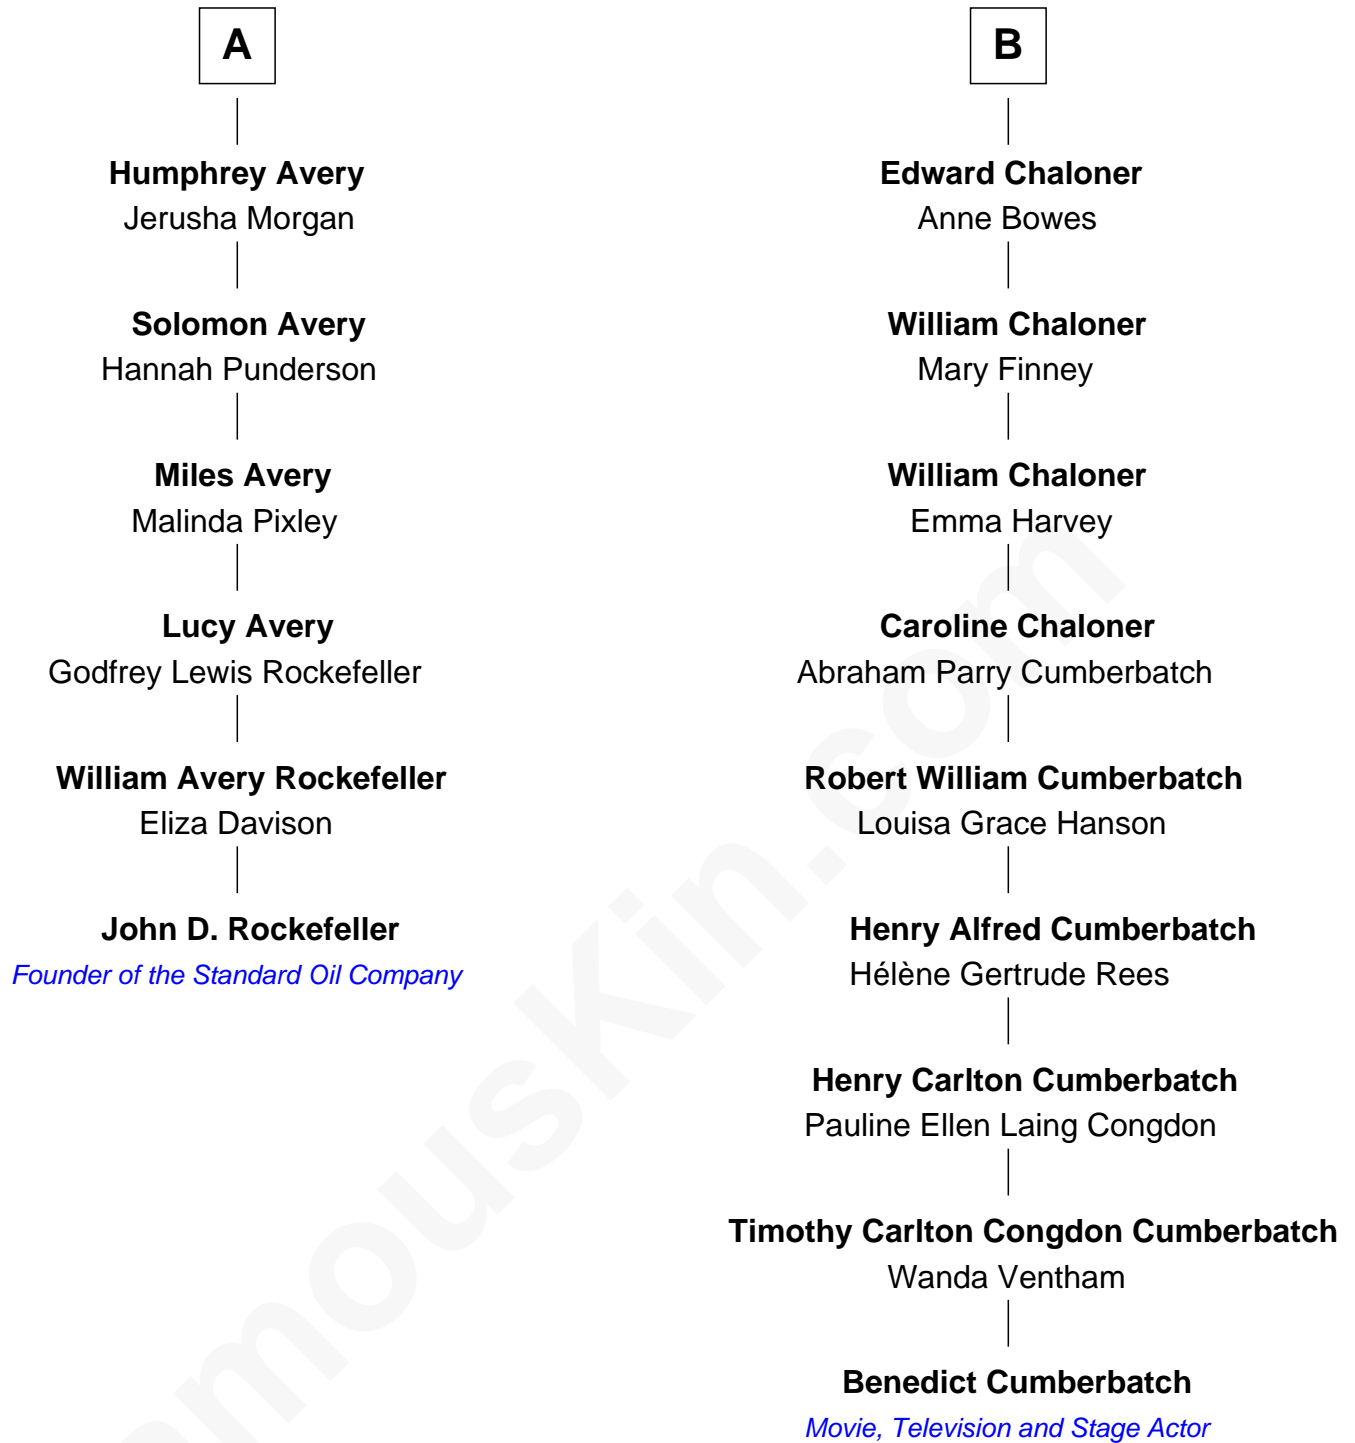 A
Humphrey Avery
Jerusha Morgan
Solomon Avery
Hannah Punderson
Miles Avery
Malinda Pixley
Lucy Avery
Godfrey Lewis Rockefeller
William Avery Rockefeller
Eliza Davison
John D. Rockefeller
Founder of the Standard Oil Company
B
Edward Chaloner
Anne Bowes
William Chaloner
Mary Finney
William Chaloner
Emma Harvey
Caroline Chaloner
Abraham Parry Cumberbatch
Robert William Cumberbatch
Louisa Grace Hanson
Henry Alfred Cumberbatch
Hélène Gertrude Rees
Henry Carlton Cumberbatch
Pauline Ellen Laing Congdon
Timothy Carlton Congdon Cumberbatch
Wanda Ventham
Benedict Cumberbatch
Movie, Television and Stage Actor
amouskin.com